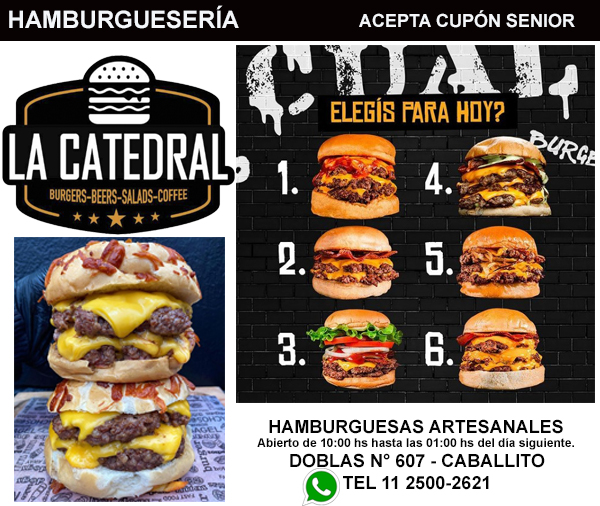 HAMBURGUESERÍA
ACEPTA CUPÓN SENIOR
LA CATEDRAL
BURGERS-BEERS-SALADS-COFFEE
CUAL
ELEGÍS PARA HOY?
BURGE
1.
4.
2.
5.
3.
6.
HAMBURGUESAS ARTESANALES
Abierto de 10:00 hs hasta las 01:00 hs del día siguiente.
DOBLAS N° 607 - CABALLITO
TEL 11 2500-2621